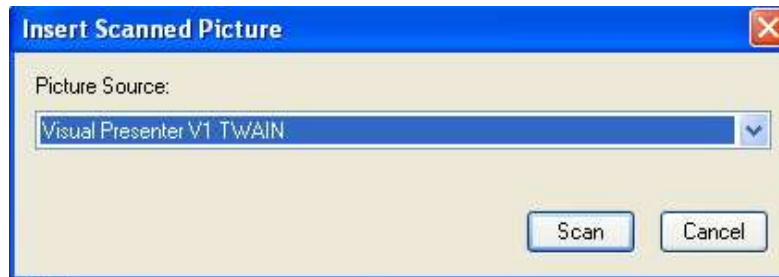 Insert Scanned Picture
Picture Source:
Visual Presenter V1 TWAIN
Scan Cancel